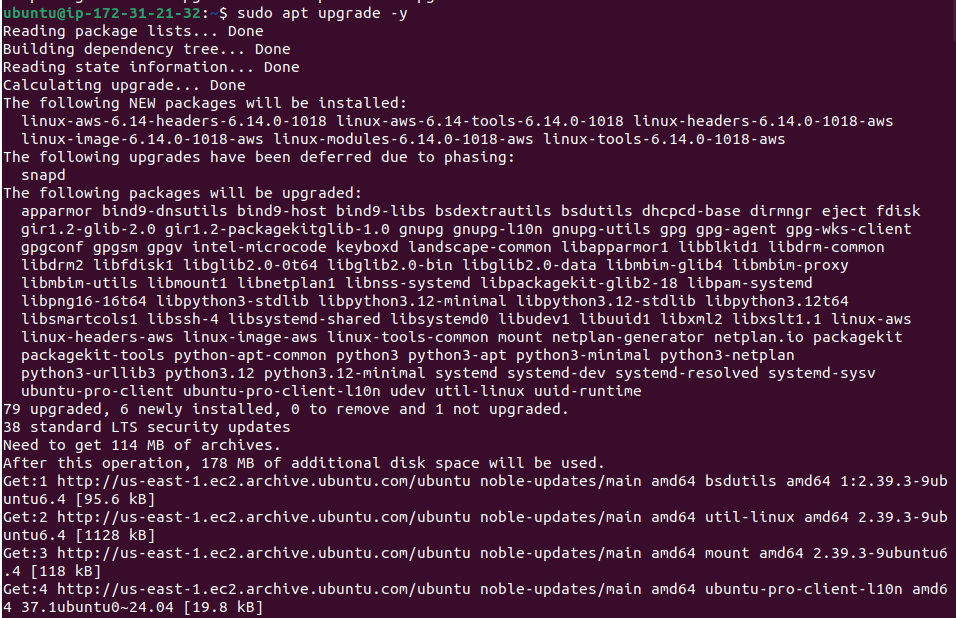 ubuntu@ip-172-31-21-32:~$ sudo apt upgrade -y
Reading package lists... Done
Building dependency tree... Done
Reading state information... Done
Calculating upgrade... Done
The following NEW packages will be installed:
  linux-aws-6.14-headers-6.14.0-1018 linux-aws-6.14-tools-6.14.0-1018 linux-headers-6.14.0-1018-aws
  linux-image-6.14.0-1018-aws linux-modules-6.14.0-1018-aws linux-tools-6.14.0-1018-aws
The following upgrades have been deferred due to phasing:
  snapd
The following packages will be upgraded:
  apparmor bind9-dnsutils bind9-host bind9-libs bsdextrautils bsdutils dhcpcd-base dirmngr eject fdisk
  gir1.2-glib-2.0 gir1.2-packagekitglib-1.0 gnupg gnupg-l10n gnupg-utils gpg gpg-agent gpg-wks-client
  gpgconf gpgsm gpgv intel-microcode keyboxd landscape-common libapparmor1 libblkid1 libdrm-common
  libdrm2 libfdisk1 libglib2.0-0t64 libglib2.0-bin libglib2.0-data libmbim-glib4 libmbim-proxy
  libmbim-utils libmount1 libnetplan1 libnss-systemd libpackagekit-glib2-18 libpam-systemd
  libpng16-16t64 libpython3-stdlib libpython3.12-minimal libpython3.12-stdlib libpython3.12t64
  libsmartcols1 libssh-4 libsystemd-shared libsystemd0 libudev1 libuuid1 libxml2 libxslt1.1 linux-aws
  linux-headers-aws linux-image-aws linux-tools-common mount netplan-generator netplan.io packagekit
  packagekit-tools python-apt-common python3 python3-apt python3-minimal python3-netplan
  python3-urllib3 python3.12 python3.12-minimal systemd systemd-dev systemd-resolved systemd-sysv
  ubuntu-pro-client ubuntu-pro-client-l10n udev util-linux uuid-runtime
79 upgraded, 6 newly installed, 0 to remove and 1 not upgraded.
38 standard LTS security updates
Need to get 114 MB of archives.
After this operation, 178 MB of additional disk space will be used.
Get:1 http://us-east-1.ec2.archive.ubuntu.com/ubuntu noble-updates/main amd64 bsdutils amd64 1:2.39.3-9ub
untu6.4 [95.6 kB]
Get:2 http://us-east-1.ec2.archive.ubuntu.com/ubuntu noble-updates/main amd64 util-linux amd64 2.39.3-9ub
untu6.4 [1128 kB]
Get:3 http://us-east-1.ec2.archive.ubuntu.com/ubuntu noble-updates/main amd64 mount amd64 2.39.3-9ubuntu6
.4 [118 kB]
Get:4 http://us-east-1.ec2.archive.ubuntu.com/ubuntu noble-updates/main amd64 ubuntu-pro-client-l10n amd6
4 37.1ubuntu0~24.04 [19.8 kB]